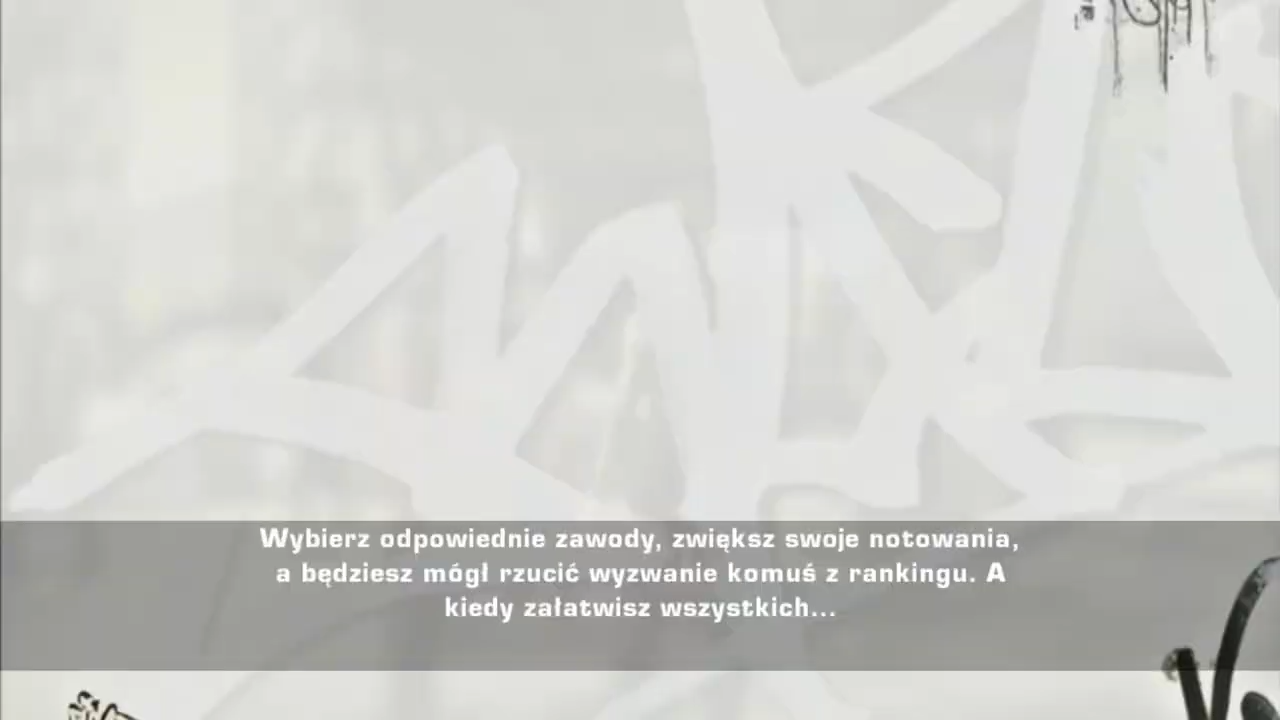 Wybierz odpowiednie zawody, zwiększ swoje notowania,
a będziesz mógł rzucić wyzwanie komuś z rankingu. A
kiedy załatwisz wszystkich...